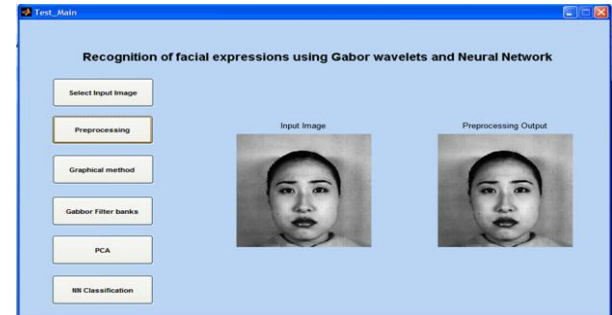 Test_Main
Recognition of facial expressions using Gabor wavelets and Neural Network
Select Input Image
Preprocessing
Graphical method
Gabbor Filter banks
PCA
NN Classification
Input Image
Preprocessing Output